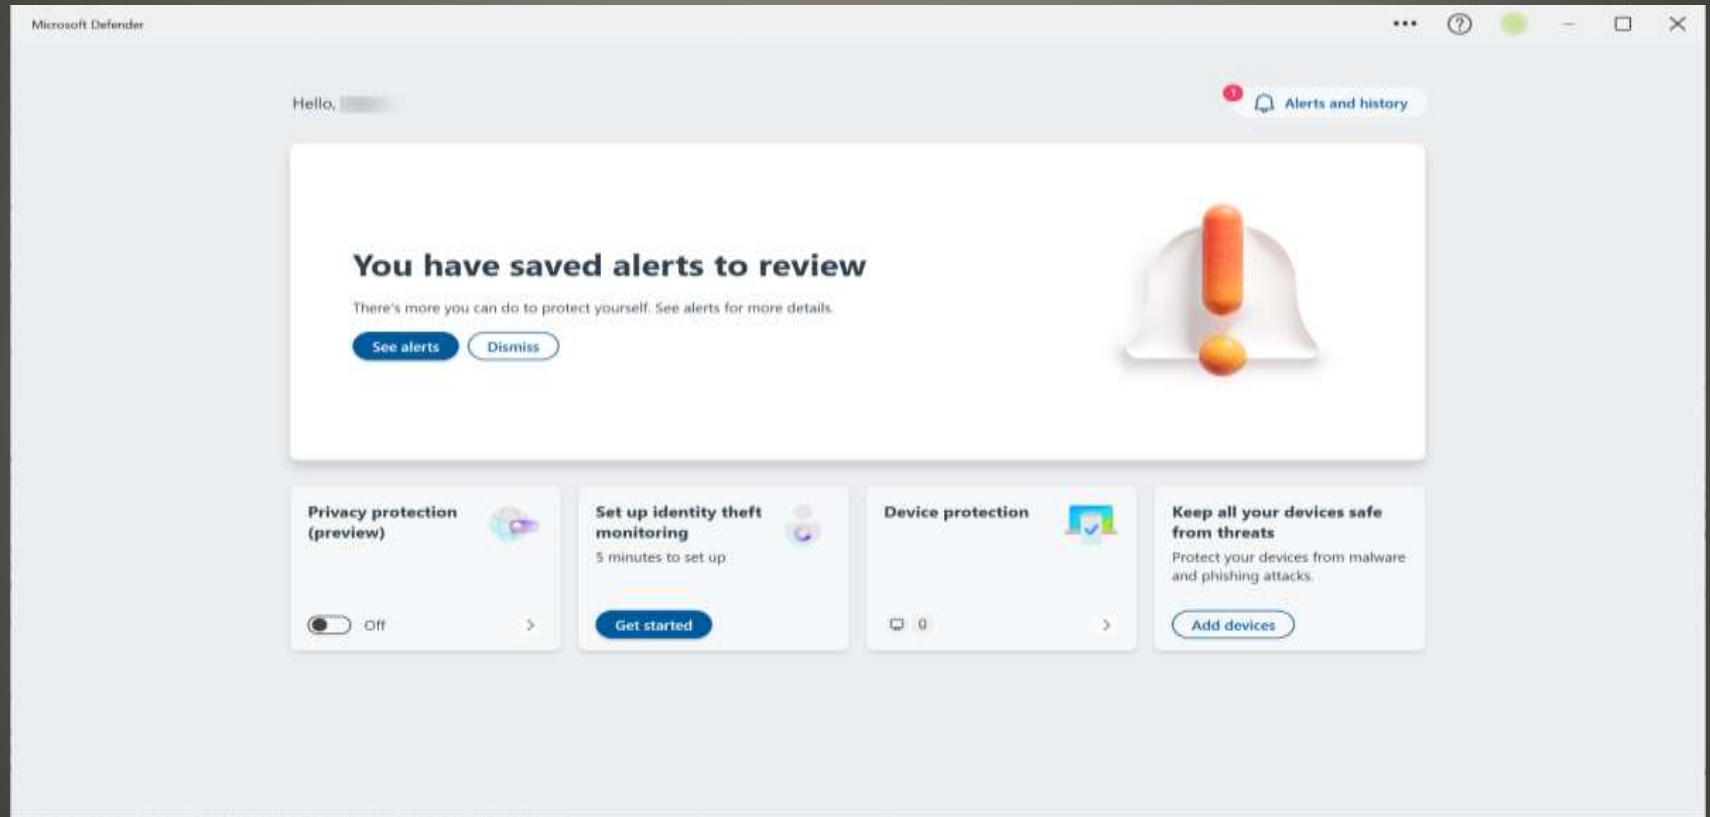 Microsoft Defender
Hello,
1
Alerts and history
You have saved alerts to review
There's more you can do to protect yourself. See alerts for more details.
See alerts
Dismiss
Privacy protection
(preview)
Off
Set up identity theft
monitoring
5 minutes to set up
Get started
Device protection
Keep all your devices safe
from threats
Protect your devices from malware
and phishing attacks.
Add devices